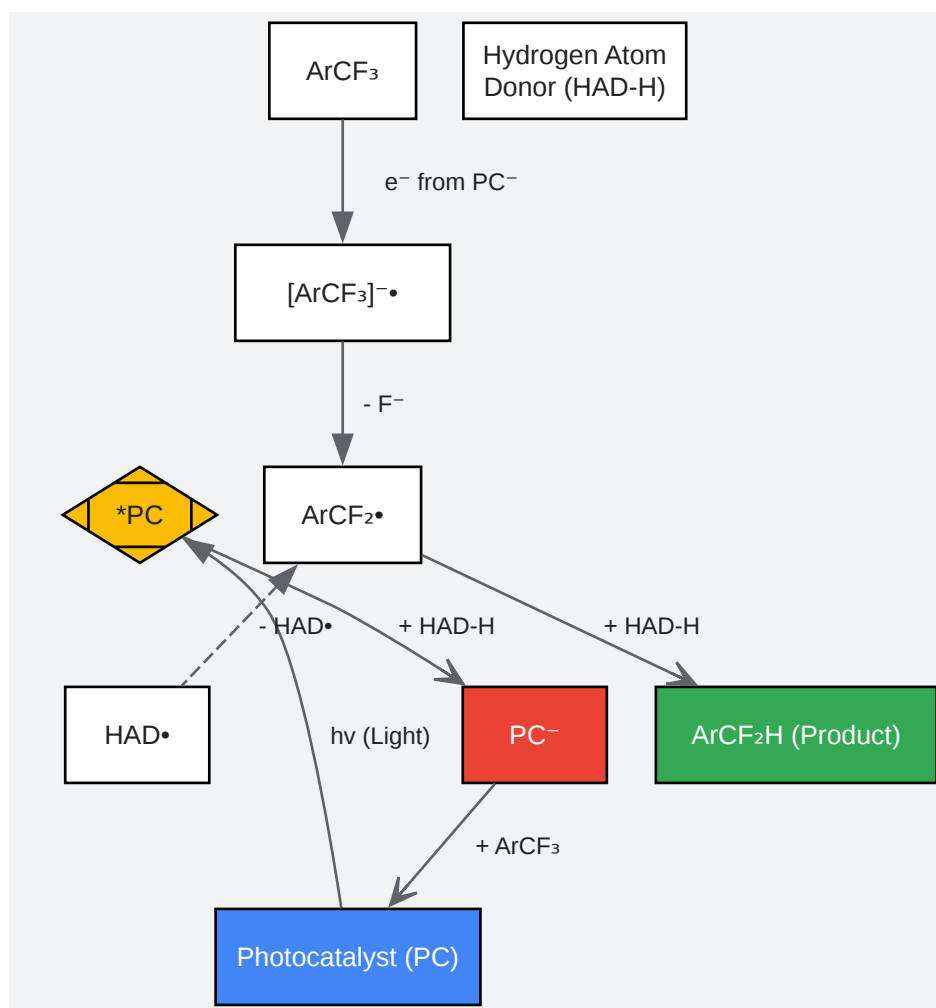 ArCF₃
Hydrogen Atom
Donor (HAD-H)
e⁻ from PC⁻
[ArCF₃]⁻•
- F⁻
*PC
ArCF₂•
- HAD•
+ HAD-H
+ HAD-H
HAD•
hv (Light)
PC⁻
ArCF₂H (Product)
+ ArCF₃
Photocatalyst (PC)